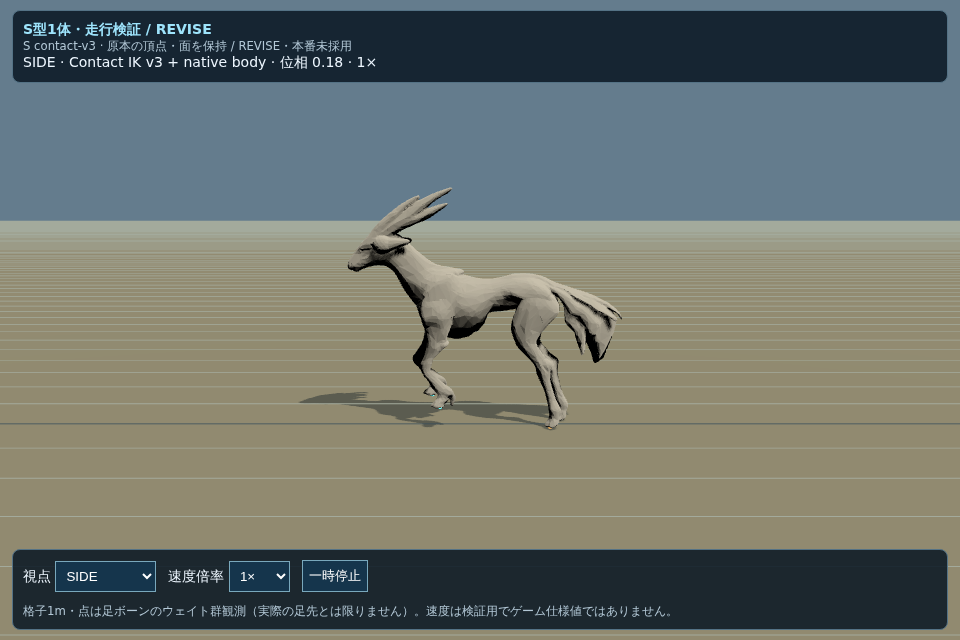 S型1体・走行検証 / REVISE
S contact-v3 · 原本の頂点・面を保持 / REVISE・本番未採用
SIDE · Contact IK v3 + native body · 位相 0.18 · 1×
視点 SIDE 速度倍率 1× 一時停止
格子1m・点は足ボーンのウェイト群観測（実際の足先とは限りません）。速度は検証用でゲーム仕様値ではありません。